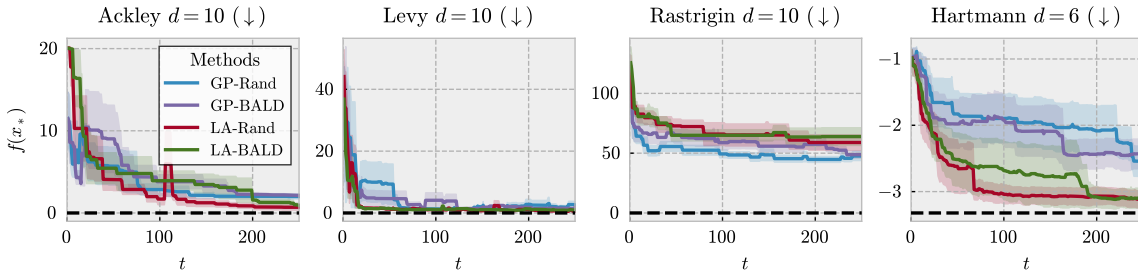 Ackley d = 10 (↓)
Levy d = 10 (↓)
Rastrigin d = 10 (↓)
Hartmann d = 6 (↓)
f(x*)
20
10
0
Methods
GP-Rand
GP-BALD
LA-Rand
LA-BALD
40
20
0
100
50
0
−1
−2
−3
0 100 200
0 100 200
0 100 200
0 100 200
t
t
t
t